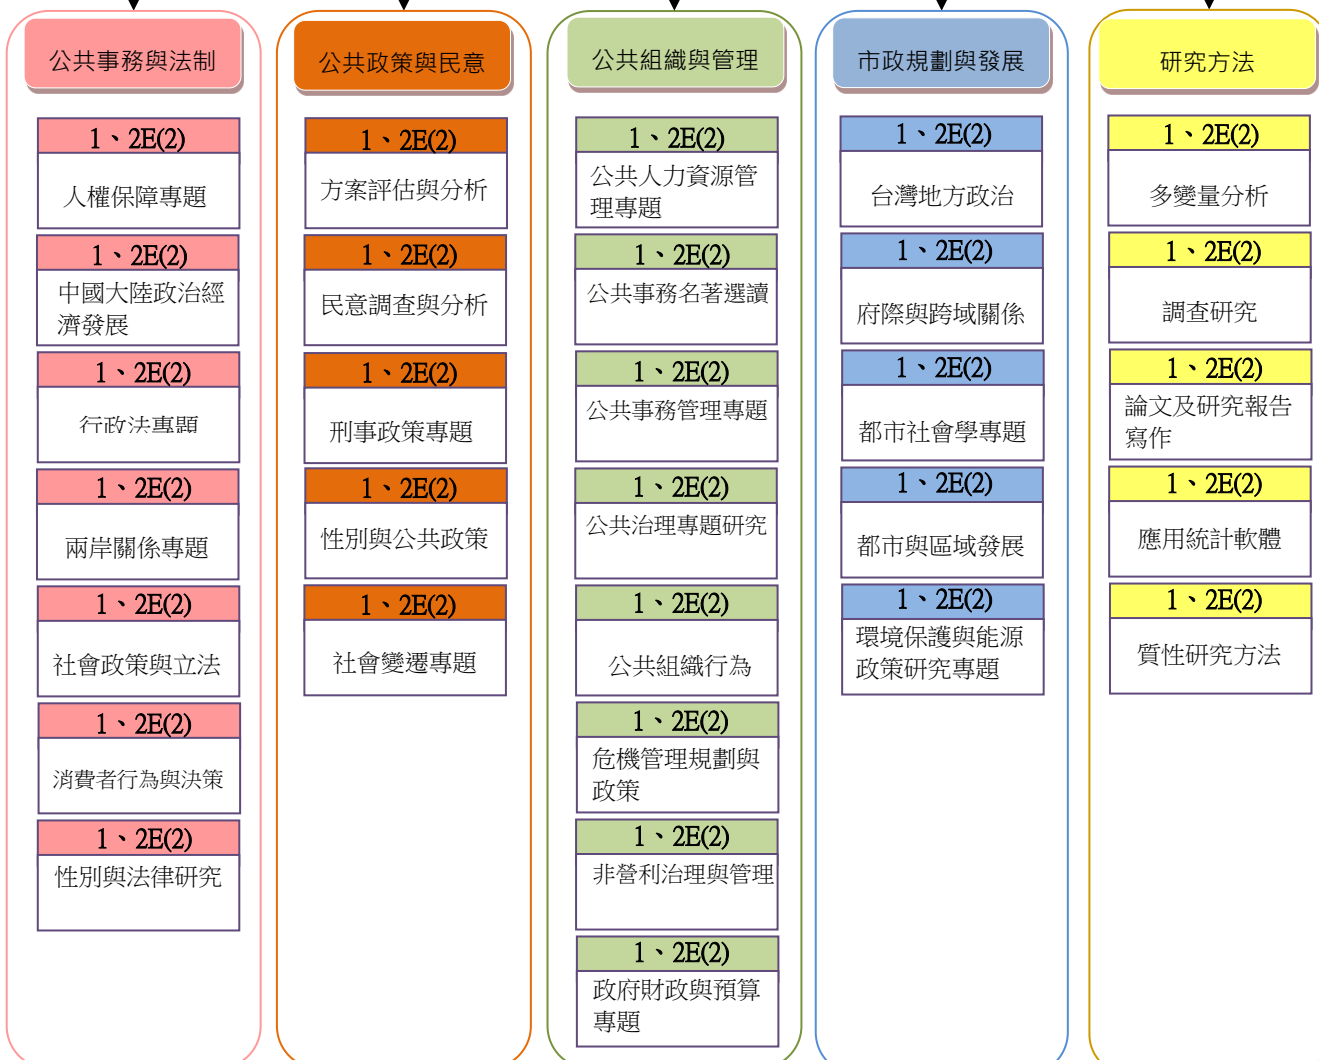 公共事務與法制
1、2E(2)
人權保障專題
1、2E(2)
中國大陸政治經
濟發展
1、2E(2)
行政法專題
1、2E(2)
兩岸關係專題
1、2E(2)
社會政策與立法
1、2E(2)
消費者行為與決策
1、2E(2)
性別與法律研究
公共政策與民意
1、2E(2)
方案評估與分析
1、2E(2)
民意調查與分析
1、2E(2)
刑事政策專題
1、2E(2)
性別與公共政策
1、2E(2)
社會變遷專題
公共組織與管理
1、2E(2)
公共人力資源管
理專題
1、2E(2)
公共事務名著選讀
1、2E(2)
公共事務管理專題
1、2E(2)
公共治理專題研究
1、2E(2)
公共組織行為
1、2E(2)
危機管理規劃與
政策
1、2E(2)
非營利治理與管理
1、2E(2)
政府財政與預算
專題
市政規劃與發展
1、2E(2)
台灣地方政治
1、2E(2)
府際與跨域關係
1、2E(2)
都市社會學專題
1、2E(2)
都市與區域發展
1、2E(2)
環境保護與能源
政策研究專題
研究方法
1、2E(2)
多變量分析
1、2E(2)
調查研究
1、2E(2)
論文及研究報告
寫作
1、2E(2)
應用統計軟體
1、2E(2)
質性研究方法